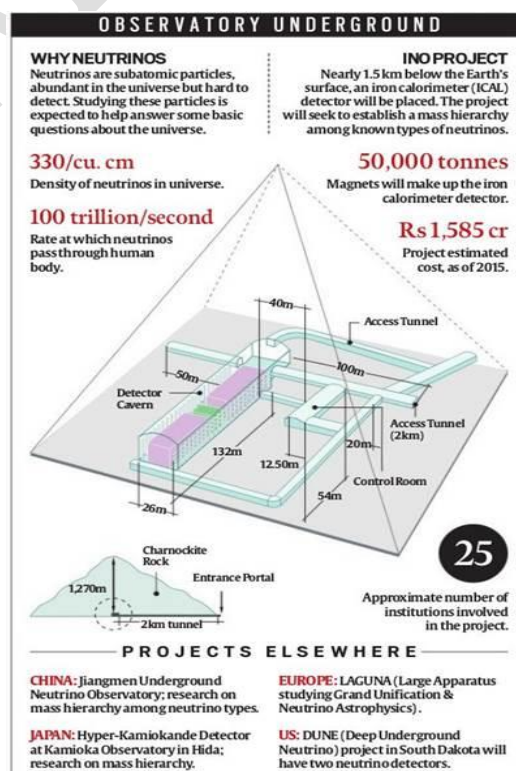 OBSERVATORY UNDERGROUND
WHY NEUTRINOS
Neutrinos are subatomic particles,
abundant in the universe but hard to
detect. Studying these particles is
expected to help answer some basic
questions about the universe.
330/cu. cm
Density of neutrinos in universe.
100 trillion/second
Rate at which neutrinos
pass through human
body.
INO PROJECT
Nearly 1.5 km below the Earth's
surface, an iron calorimeter (ICAL)
detector will be placed. The project
will seek to establish a mass hierarchy
among known types of neutrinos.
50,000 tonnes
Magnets will make up the iron
calorimeter detector.
Rs 1,585 cr
Project estimated
cost, as of 2015.
40m
Access Tunnel
100m
50m
Detector
Cavern
Access Tunnel
(2km)
132m
20m
12.50m
Control Room
54m
26m
Charnockite
Rock
1,270m
Entrance Portal
2km tunnel
25
Approximate number of
institutions involved
in the project.
PROJECTS ELSEWHERE
CHINA: Jiangmen Underground
Neutrino Observatory; research on
mass hierarchy among neutrino types.
JAPAN: Hyper-Kamiokande Detector
at Kamioka Observatory in Hida;
research on mass hierarchy.
EUROPE: LAGUNA (Large Apparatus
studying Grand Unification &
Neutrino Astrophysics).
US: DUNE (Deep Underground
Neutrino) project in South Dakota will
have two neutrino detectors.